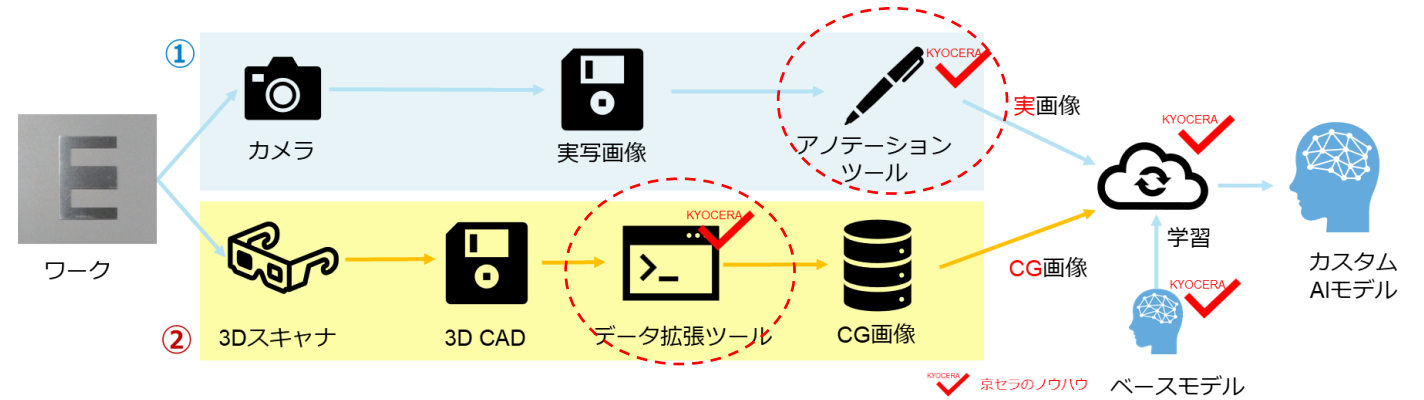 ①
KYOCERA
カメラ
実写画像
アノテーション
ツール
実画像
KYOCERA
E
ワーク
②
3Dスキャナ
3D CAD
KYOCERA
データ拡張ツール
CG画像
CG画像
学習
KYOCERA
ベースモデル
カスタム
AIモデル
KYOCERA
京セラのノウハウ